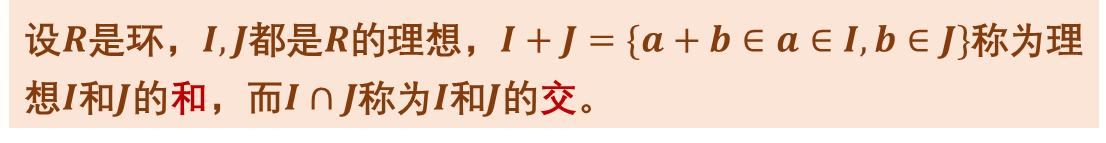 设R是环，I,J都是R的理想，I + J = {a + b ∈ a ∈ I, b ∈ J}称为理
想I和J的和，而I ∩ J称为I和J的交。